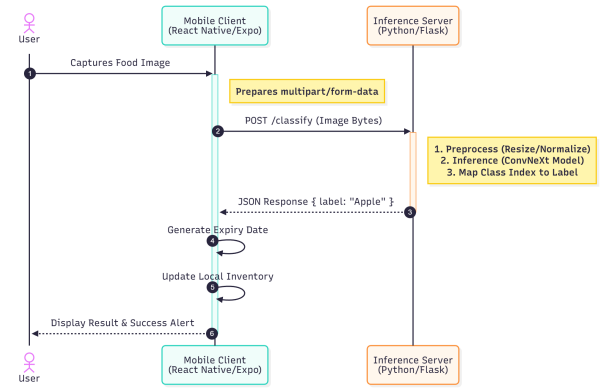 Mobile Client
(React Native/Expo)
Inference Server
(Python/Flask)
User
1
Captures Food Image
Prepares multipart/form-data
2
POST /classify (Image Bytes)
1. Preprocess (Resize/Normalize)
2. Inference (ConvNeXt Model)
3. Map Class Index to Label
JSON Response { label: "Apple" }
3
Generate Expiry Date
4
Update Local Inventory
5
Display Result & Success Alert
6
User
Mobile Client
(React Native/Expo)
Inference Server
(Python/Flask)